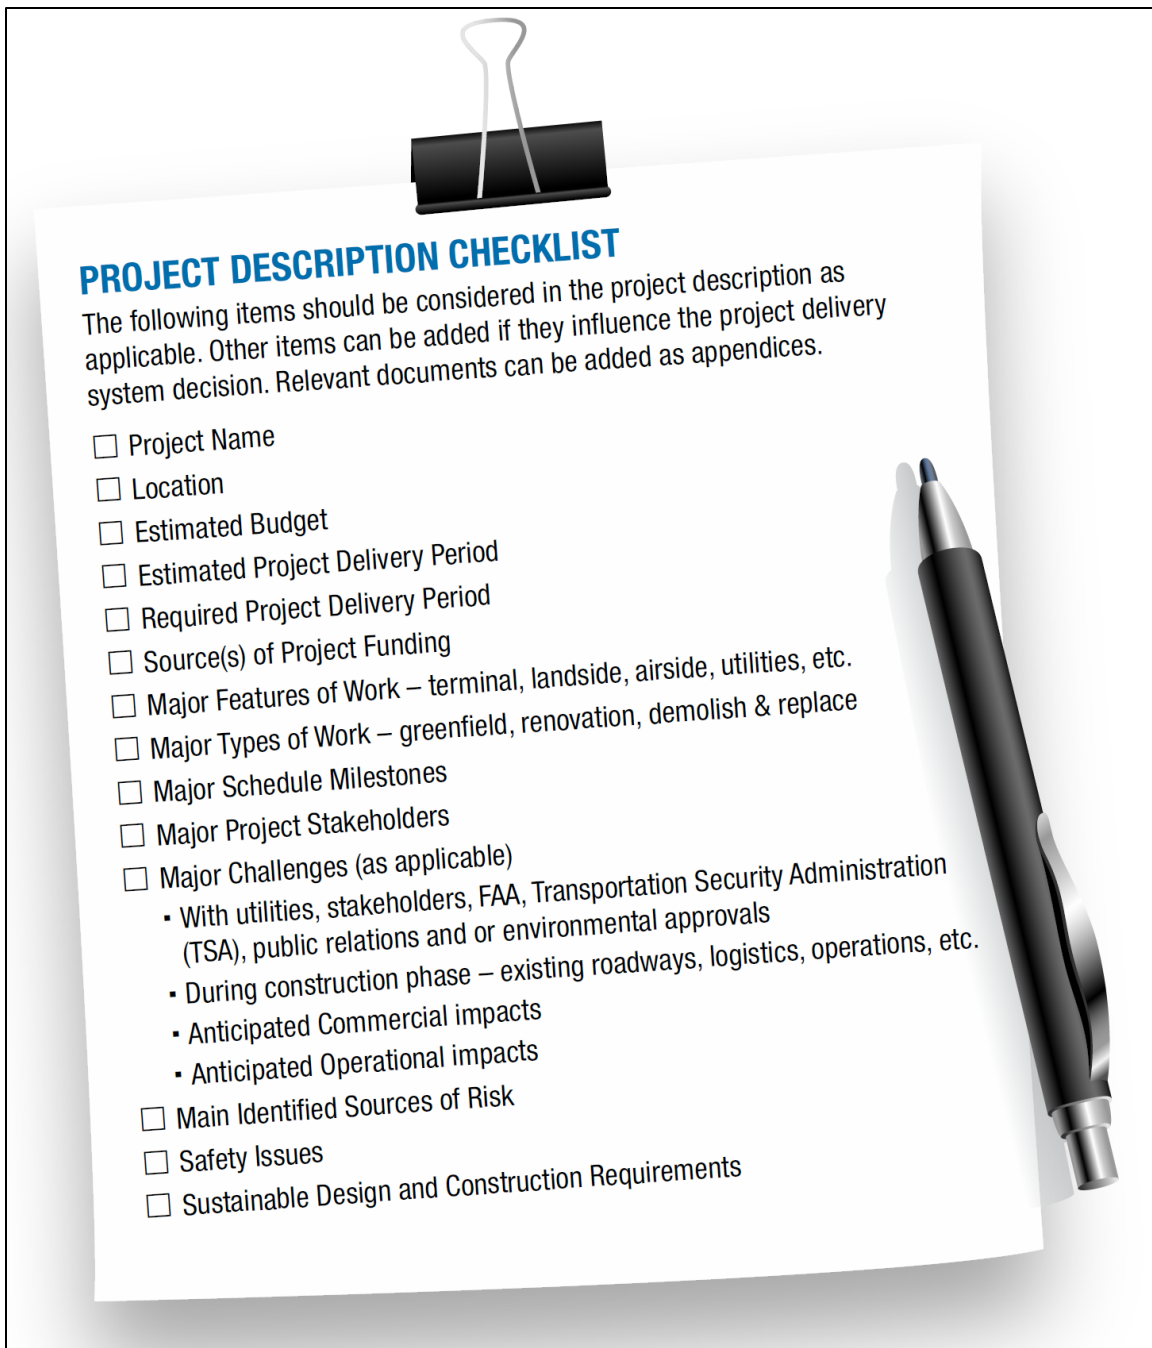 PROJECT DESCRIPTION CHECKLIST
The following items should be considered in the project description as
applicable. Other items can be added if they influence the project delivery
system decision. Relevant documents can be added as appendices.
☐ Project Name
☐ Location
☐ Estimated Budget
☐ Estimated Project Delivery Period
☐ Required Project Delivery Period
☐ Source(s) of Project Funding
☐ Major Features of Work – terminal, landside, airside, utilities, etc.
☐ Major Types of Work – greenfield, renovation, demolish & replace
☐ Major Schedule Milestones
☐ Major Project Stakeholders
☐ Major Challenges (as applicable)
▪ With utilities, stakeholders, FAA, Transportation Security Administration
(TSA), public relations and or environmental approvals
▪ During construction phase – existing roadways, logistics, operations, etc.
▪ Anticipated Commercial impacts
▪ Anticipated Operational impacts
☐ Main Identified Sources of Risk
☐ Safety Issues
☐ Sustainable Design and Construction Requirements